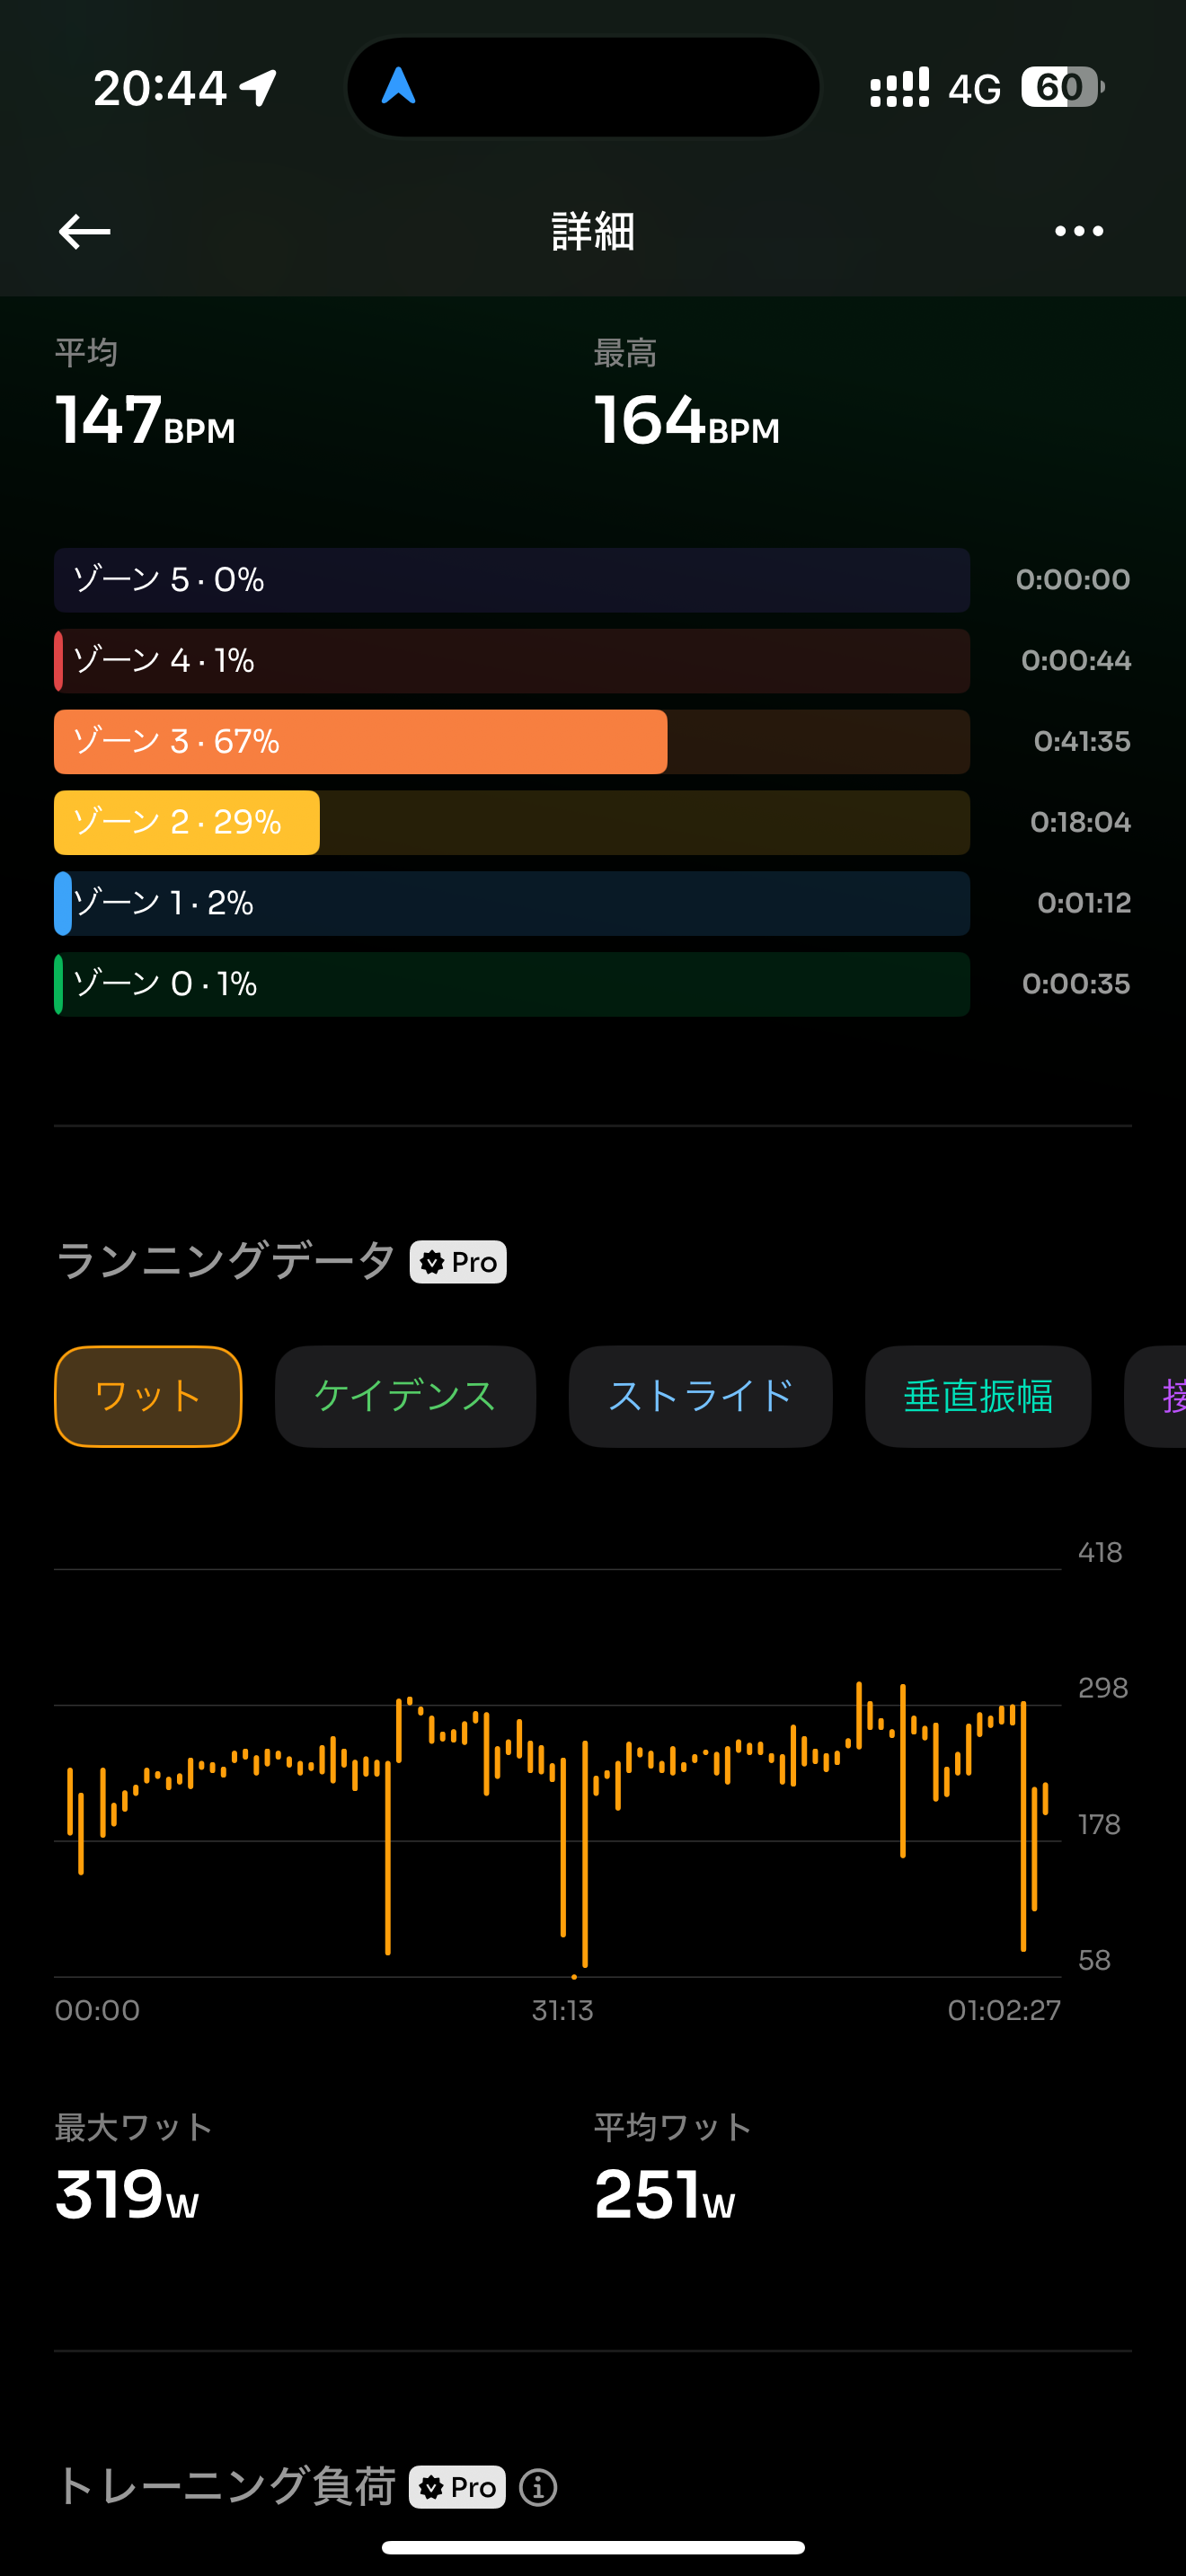 20:44 4G 60
詳細
平均 最高
147BPM 164BPM
ゾーン 5 · 0% 0:00:00
ゾーン 4 · 1% 0:00:44
ゾーン 3 · 67% 0:41:35
ゾーン 2 · 29% 0:18:04
ゾーン 1 · 2% 0:01:12
ゾーン 0 · 1% 0:00:35
ランニングデータ Pro
ワット ケイデンス ストライド 垂直振幅 接
418
298
178
58
00:00 31:13 01:02:27
最大ワット 平均ワット
319W 251W
トレーニング負荷 Pro